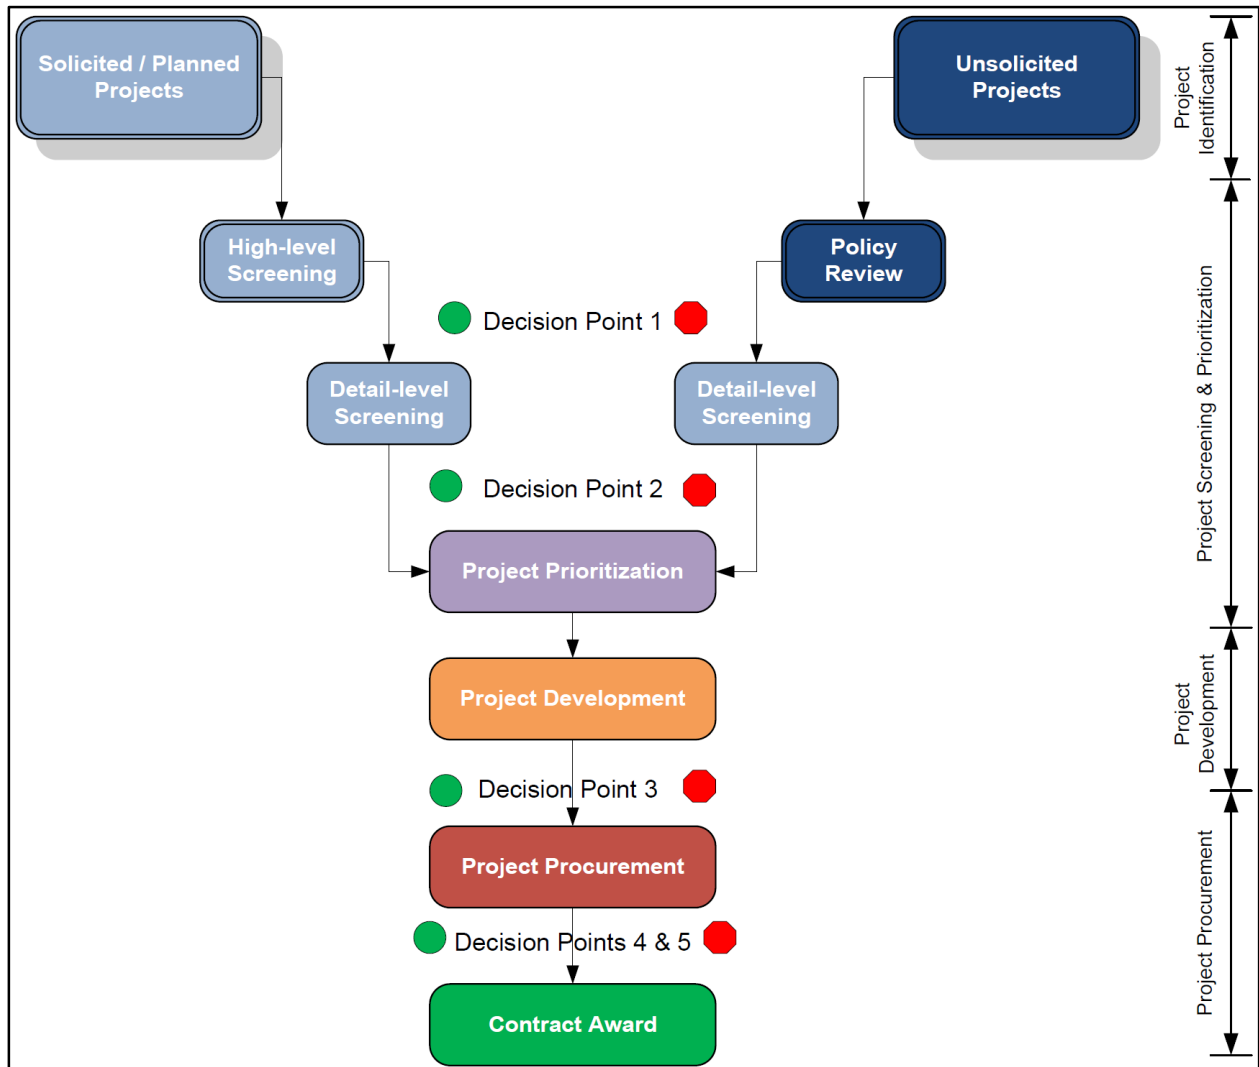 Solicited / Planned
Projects
Unsolicited
Projects
Project
Identification
High-level
Screening
Policy
Review
Decision Point 1
Detail-level
Screening
Detail-level
Screening
Project Screening & Prioritization
Decision Point 2
Project Prioritization
Project Development
Project
Development
Decision Point 3
Project Procurement
Decision Points 4 & 5
Project Procurement
Contract Award